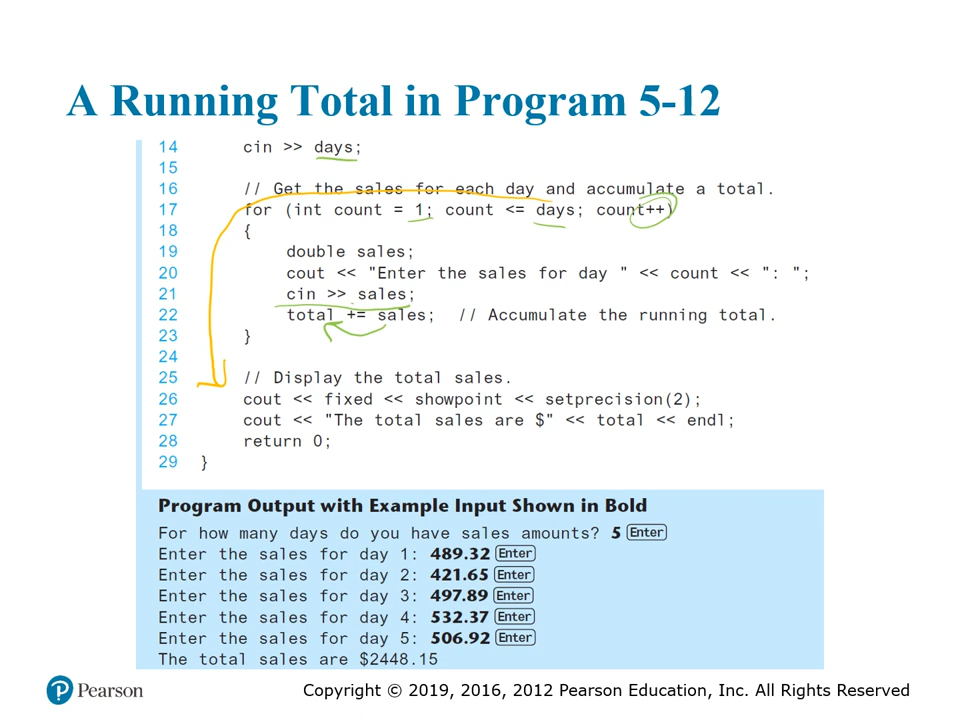 A Running Total in Program 5-12
14 cin >> days;
15
16 // Get the sales for each day and accumulate a total.
17 for (int count = 1; count <= days; count++)
18 {
19 double sales;
20 cout << "Enter the sales for day " << count << ": ";
21 cin >> sales;
22 total += sales; // Accumulate the running total.
23 }
24
25 // Display the total sales.
26 cout << fixed << showpoint << setprecision(2);
27 cout << "The total sales are $" << total << endl;
28 return 0;
29 }
Program Output with Example Input Shown in Bold
For how many days do you have sales amounts? 5 Enter
Enter the sales for day 1: 489.32 Enter
Enter the sales for day 2: 421.65 Enter
Enter the sales for day 3: 497.89 Enter
Enter the sales for day 4: 532.37 Enter
Enter the sales for day 5: 506.92 Enter
The total sales are $2448.15
P Pearson
Copyright © 2019, 2016, 2012 Pearson Education, Inc. All Rights Reserved